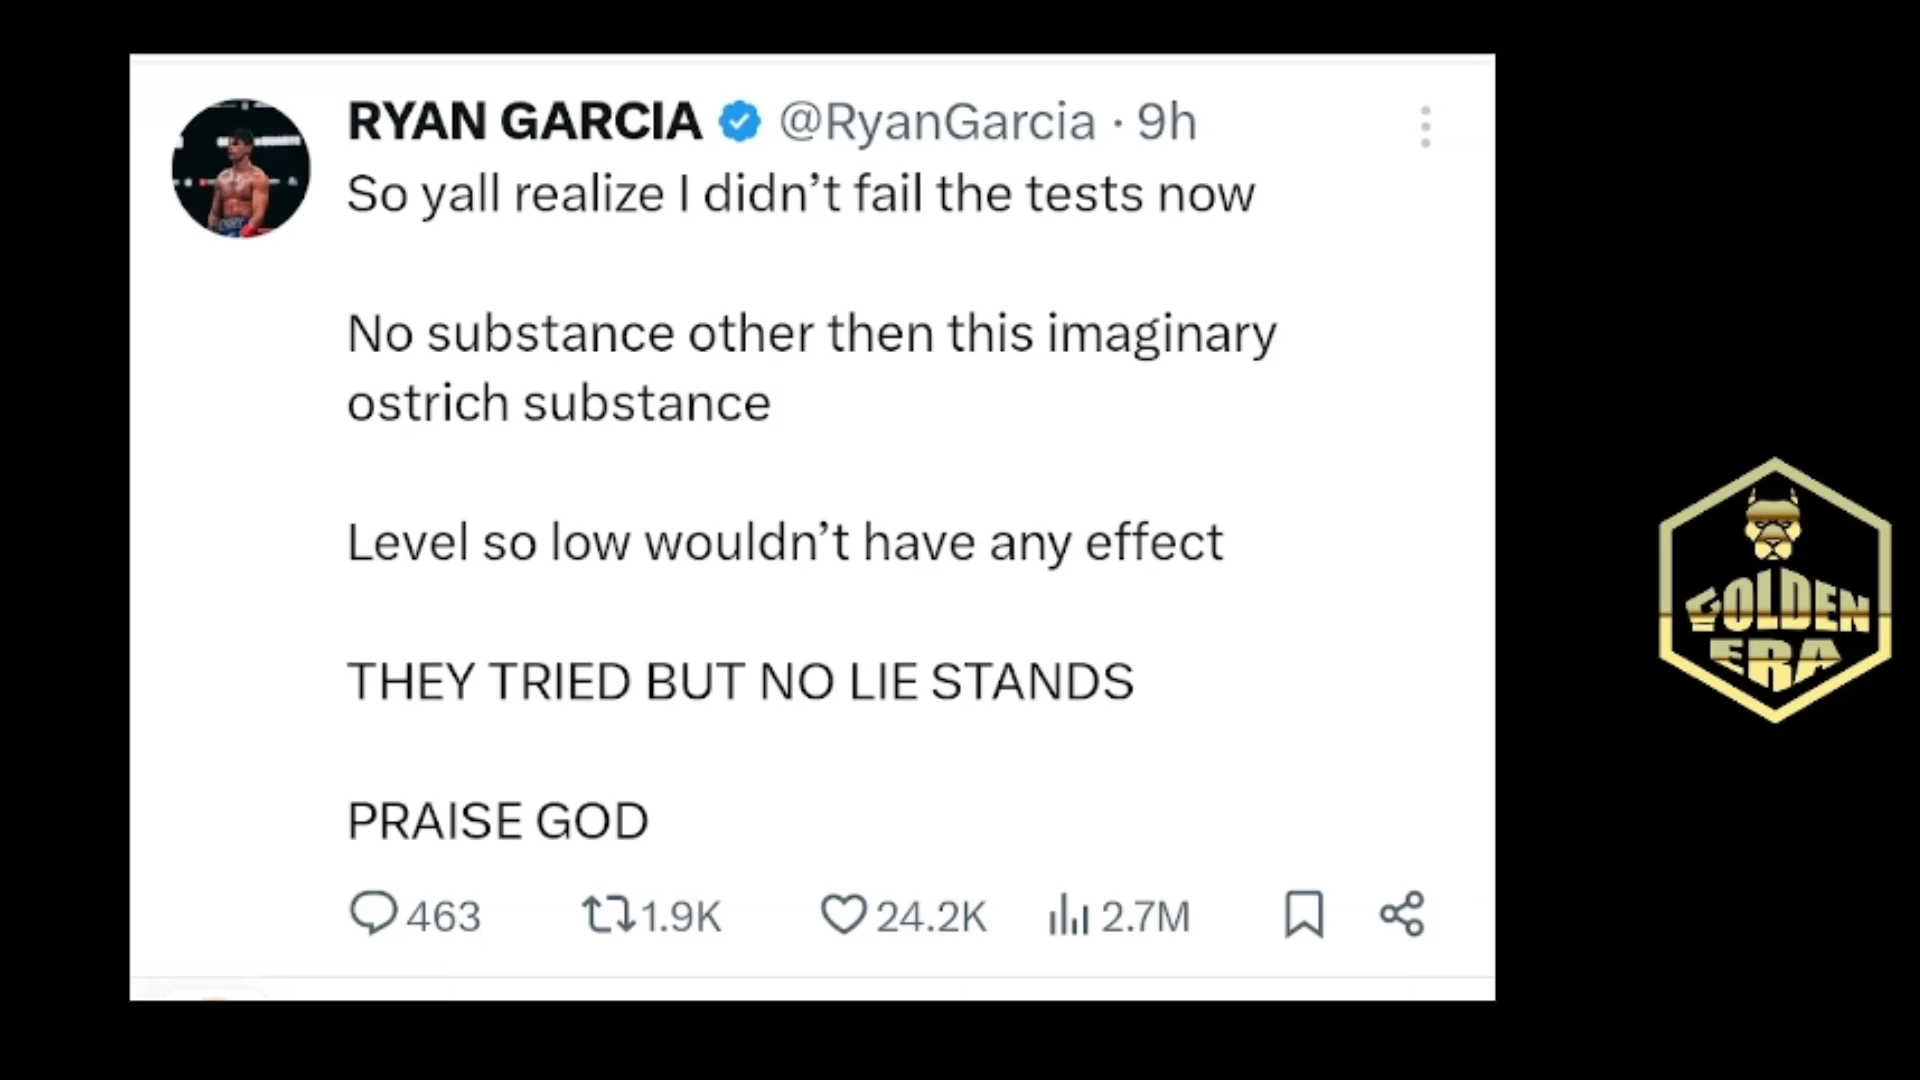 RYAN GARCIA @RyanGarcia · 9h
So yall realize I didn’t fail the tests now
No substance other then this imaginary
ostrich substance
Level so low wouldn’t have any effect
THEY TRIED BUT NO LIE STANDS
PRAISE GOD
463 1.9K 24.2K 2.7M
GOLDEN
ERA